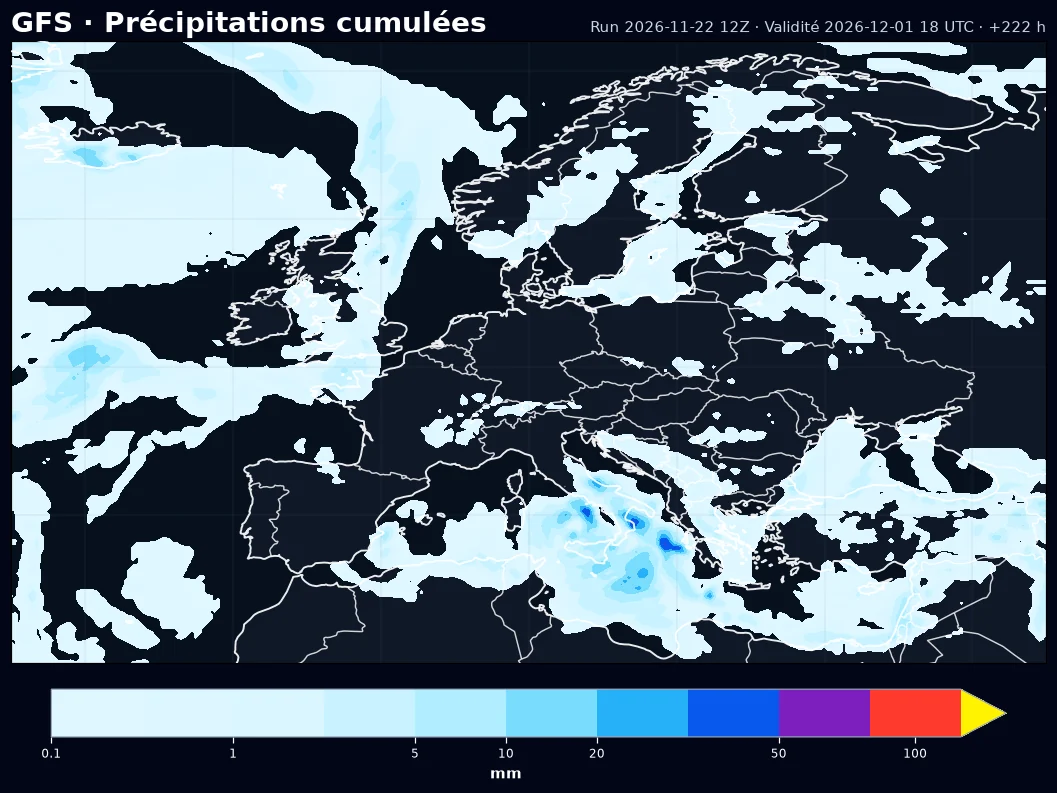 GFS · Précipitations cumulées
Run 2026-11-22 12Z · Validité 2026-12-01 18 UTC · +222 h
0.1 1 5 10 20 50 100
mm